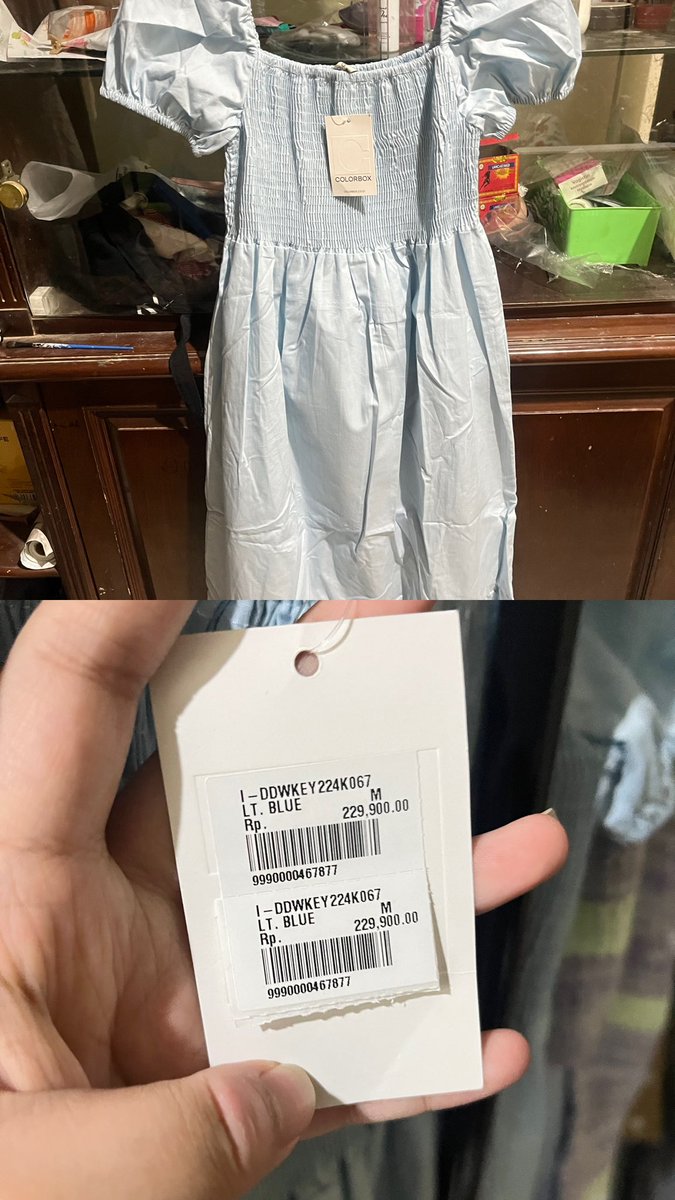 COLORBOX
I-DDWKEY224K067
LT. BLUE M
Rp. 229,900.00
9990000467877
I-DDWKEY224K067
LT. BLUE M
Rp. 229,900.00
9990000467877